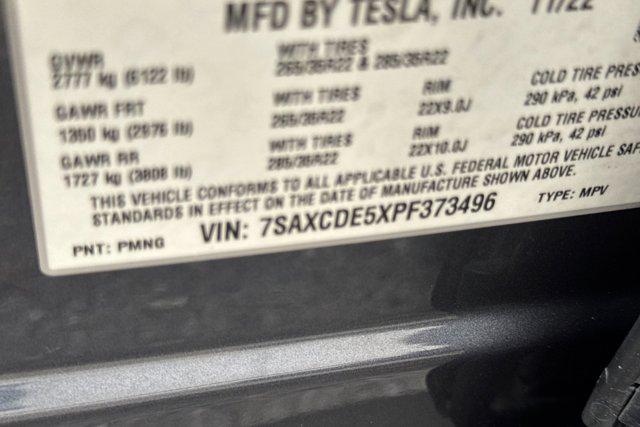 MFD BY TESLA, INC. 11/22
GVWR
2777 kg (6122 lb)
WITH TIRES
265/35R22 & 285/35R22
GAWR FRT
1350 kg (2976 lb)
WITH TIRES
265/35R22
RIM
22X9.0J
COLD TIRE PRES
290 kPa, 42 psi
GAWR RR
1727 kg (3808 lb)
WITH TIRES
285/35R22
RIM
22X10.0J
COLD TIRE PRESSU
290 kPa, 42 psi
THIS VEHICLE CONFORMS TO ALL APPLICABLE U.S. FEDERAL MOTOR VEHICLE SAF
STANDARDS IN EFFECT ON THE DATE OF MANUFACTURE SHOWN ABOVE.
PNT: PMNG
VIN: 7SAXCDE5XPF373496
TYPE: MPV